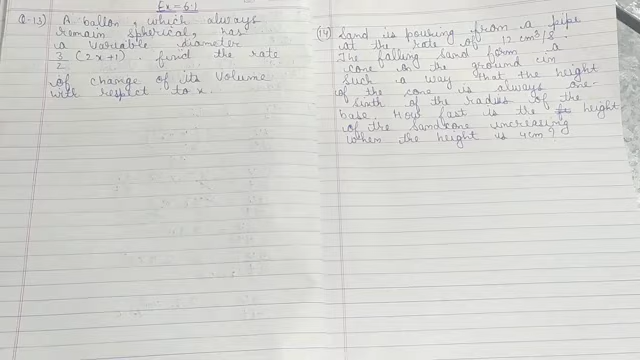 Ex = 6.1
Q.13) A ballon, which always
remain spherical, has
a variable diameter
3/2 (2x+1). find the rate
of change of its volume
with respect to x.
(14) Sand is pouring from a pipe
at the rate of 12 cm³/s.
The falling sand form a
cone on the ground in
such a way that the height
of the cone is always one-
sixth of the radius of the
base. How fast is the height
of the sandcone increasing
when the height is 4cm?